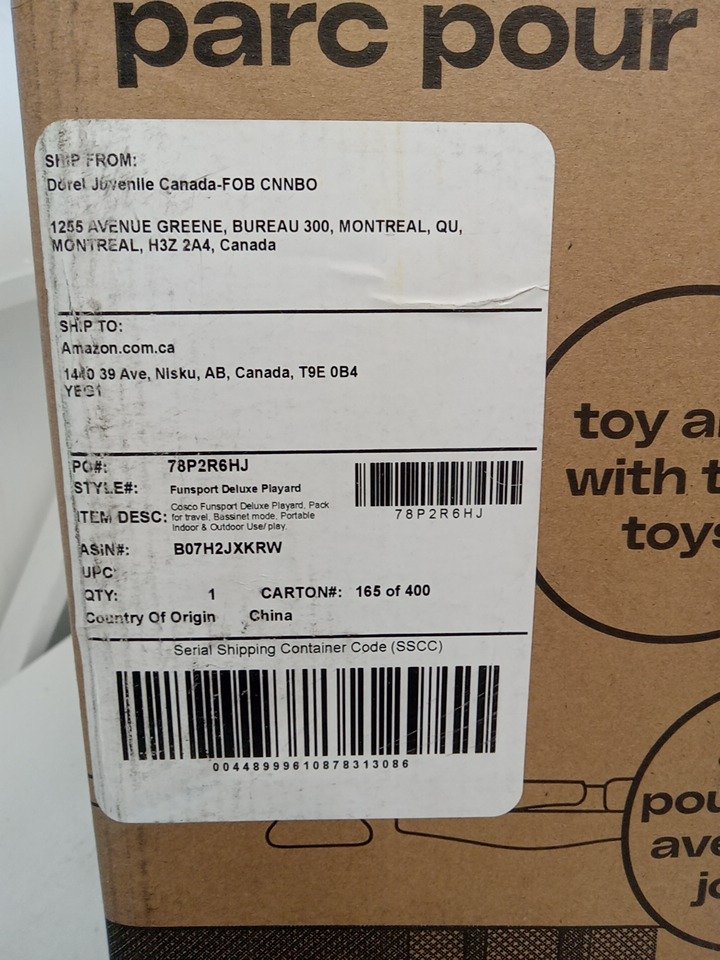 parc pour
SHIP FROM:
Dorel Juvenile Canada-FOB CNNBO
1255 AVENUE GREENE, BUREAU 300, MONTREAL, QU,
MONTREAL, H3Z 2A4, Canada
SHIP TO:
Amazon.com.ca
1440 39 Ave, Nisku, AB, Canada, T9E 0B4
YEG1
PO#: 78P2R6HJ
STYLE#: Funsport Deluxe Playard
78P2R6HJ
ITEM DESC: Cosco Funsport Deluxe Playard, Pack
for travel, Bassinet mode, Portable
Indoor & Outdoor Use/ play.
ASIN#: B07H2JXKRW
UPC
QTY: 1 CARTON#: 165 of 400
Country Of Origin China
Serial Shipping Container Code (SSCC)
00448999610878313086
toy
with
toys
pou
ave